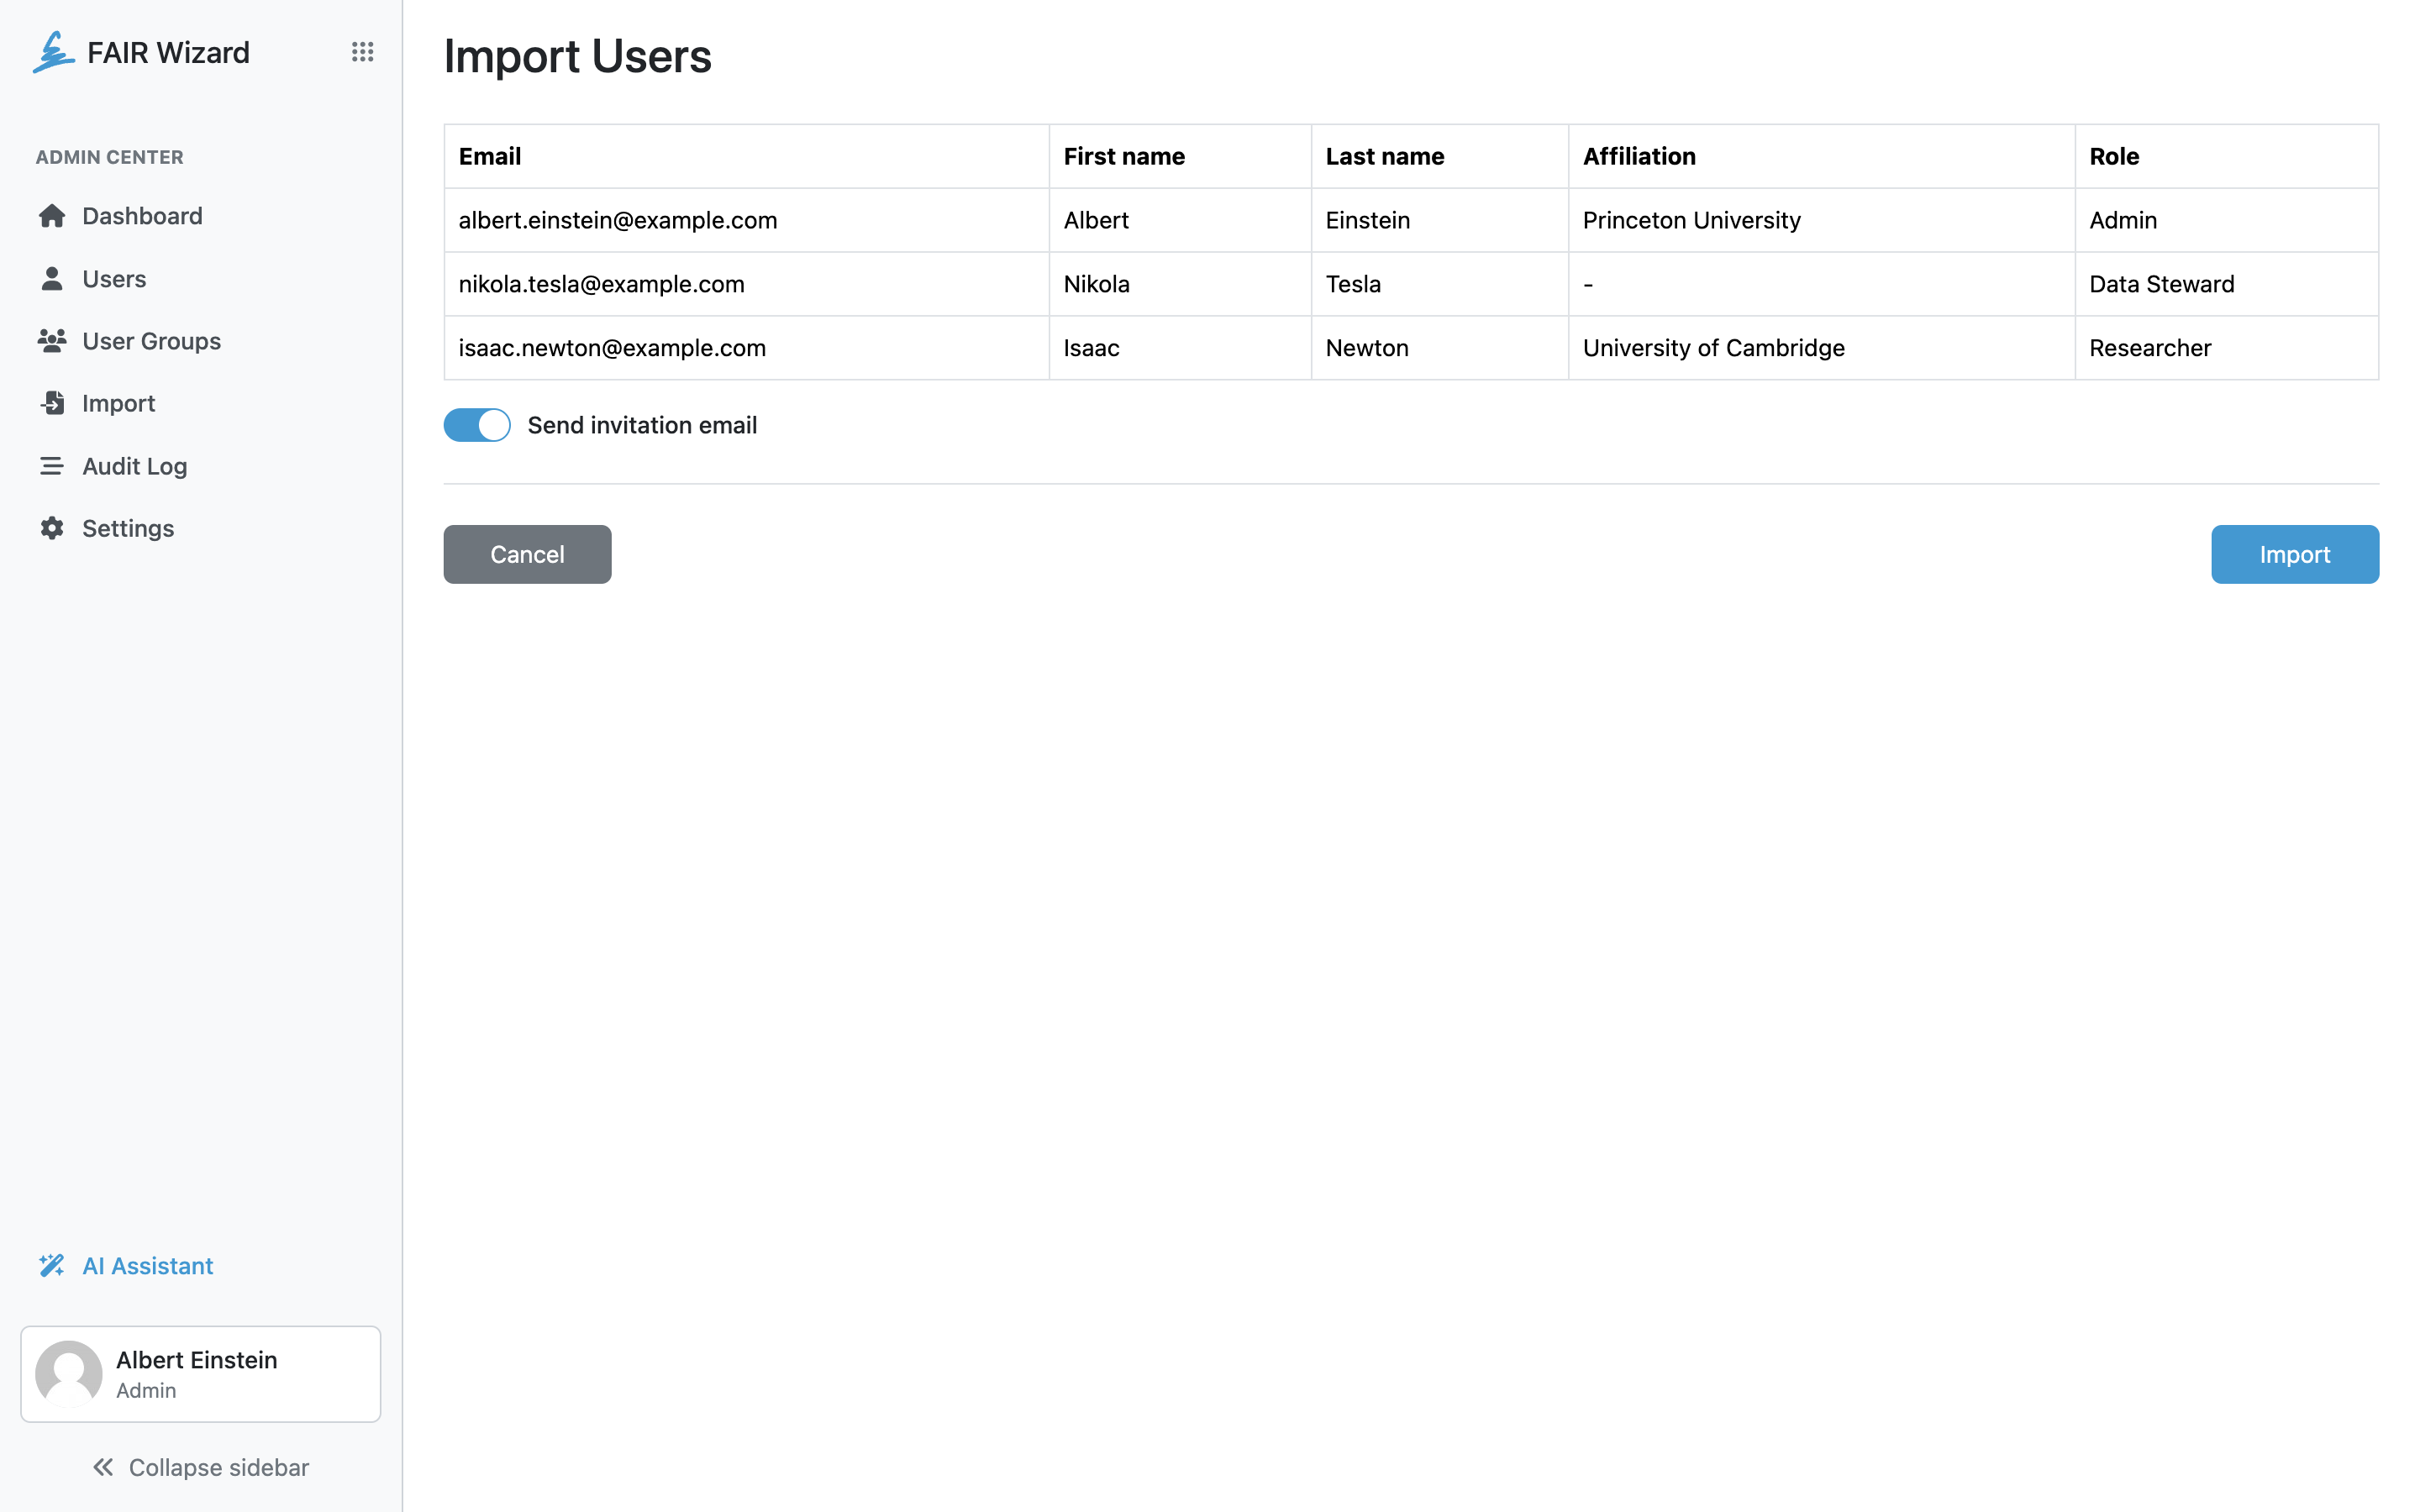 FAIR Wizard
ADMIN CENTER
Dashboard
Users
User Groups
Import
Audit Log
Settings
AI Assistant
Albert Einstein
Admin
Collapse sidebar
Import Users
Email First name Last name Affiliation Role
albert.einstein@example.com Albert Einstein Princeton University Admin
nikola.tesla@example.com Nikola Tesla - Data Steward
isaac.newton@example.com Isaac Newton University of Cambridge Researcher
Send invitation email
Cancel Import